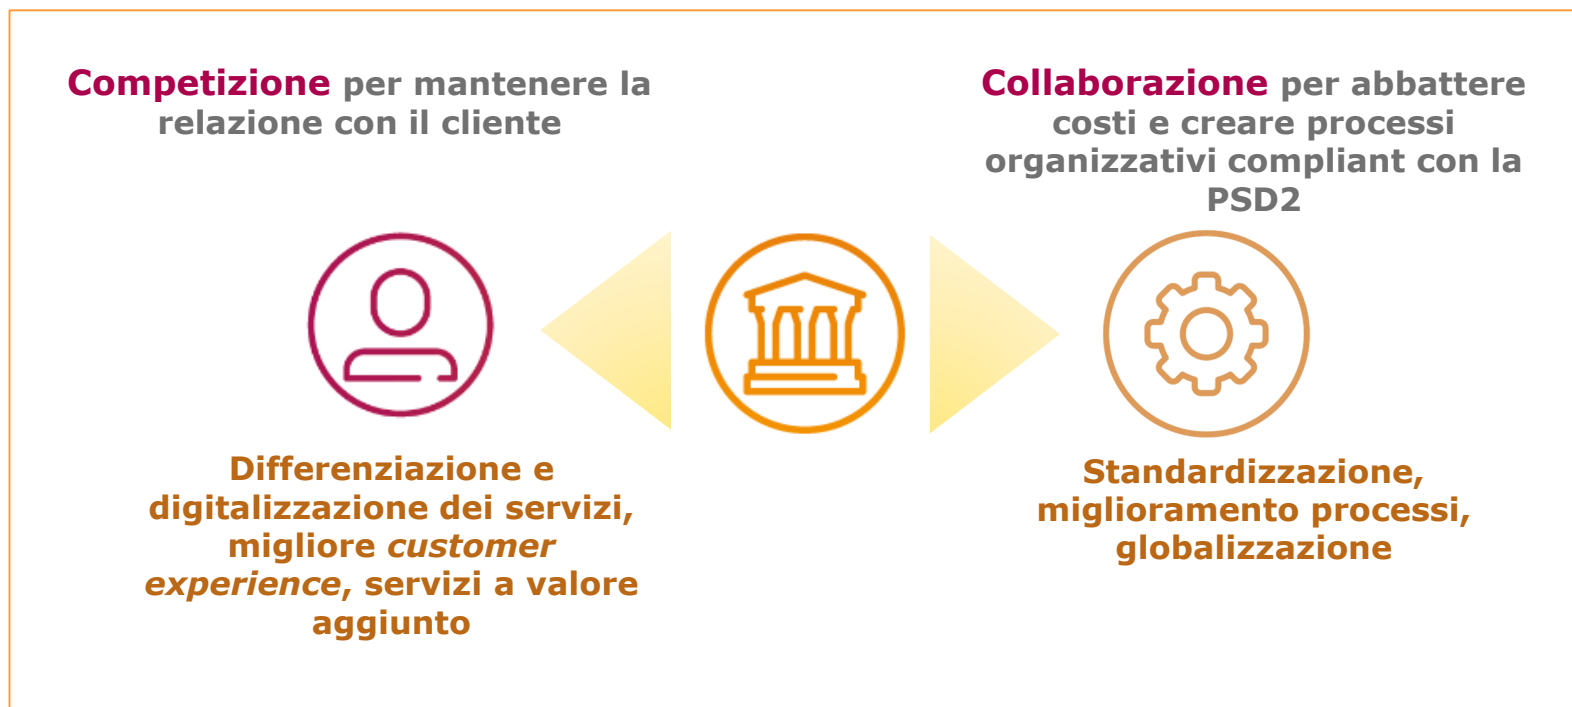 Competizione per mantenere la
relazione con il cliente
Collaborazione per abbattere
costi e creare processi
organizzativi compliant con la
PSD2
Differenziazione e
digitalizzazione dei servizi,
migliore customer
experience, servizi a valore
aggiunto
Standardizzazione,
miglioramento processi,
globalizzazione